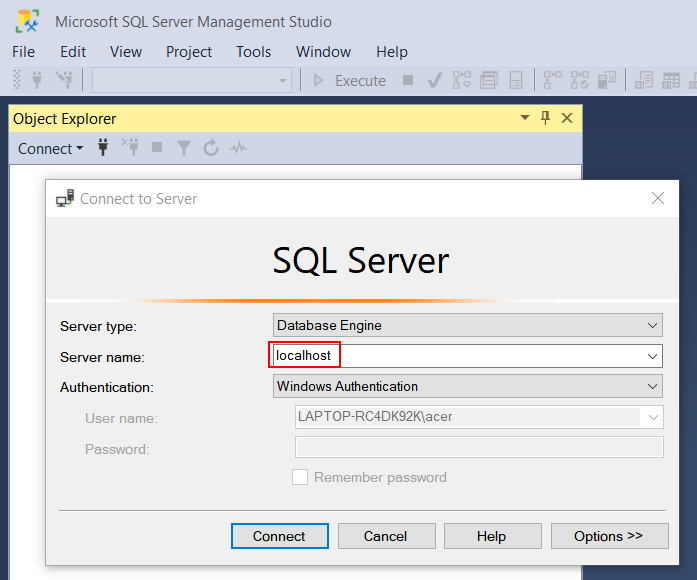 Microsoft SQL Server Management Studio
File Edit View Project Tools Window Help
Execute
Object Explorer
Connect
Connect to Server
SQL Server
Server type: Database Engine
Server name: localhost
Authentication: Windows Authentication
User name: LAPTOP-RC4DK92K\acer
Password:
Remember password
Connect Cancel Help Options >>